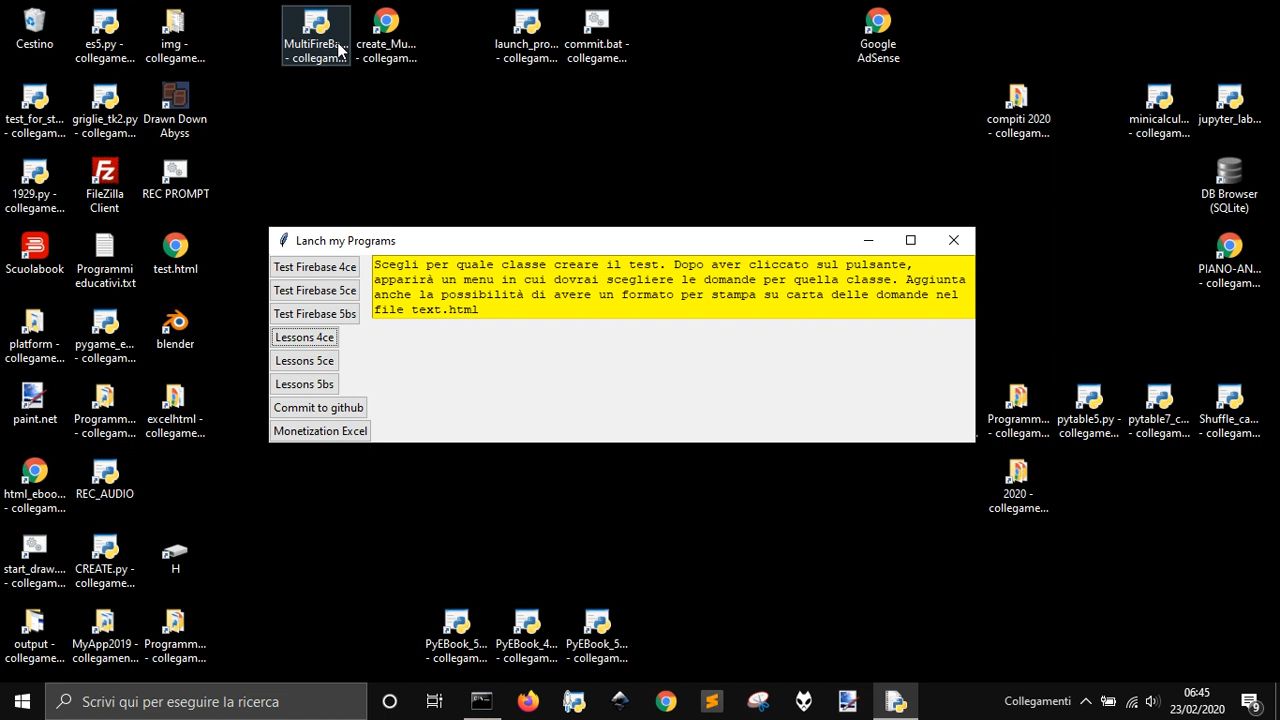 Cestino
es5.py -
collegame...
img -
collegame...
MultiFireBa...
- collegam...
create_Mu...
- collegam...
launch_pro...
- collegam...
commit.bat -
collegame...
Google
AdSense
test_for_st...
- collegam...
griglie_tk2.py
- collegam...
Drawn Down
Abyss
compiti 2020
- collegam...
minicalcul...
- collegam...
jupyter_lab...
1929.py -
collegame...
FileZilla
Client
REC PROMPT
DB Browser
(SQLite)
Scuolabook
Programmi
educativi.txt
test.html
PIANO-AN...
- collegam...
Lanch my Programs
Test Firebase 4ce
Test Firebase 5ce
Test Firebase 5bs
Lessons 4ce
Lessons 5ce
Lessons 5bs
Commit to github
Monetization Excel
Scegli per quale classe creare il test. Dopo aver cliccato sul pulsante,
apparirà un menu in cui dovrai scegliere le domande per quella classe. Aggiunta
anche la possibilità di avere un formato per stampa su carta delle domande nel
file text.html
platform -
collegame...
pygame_e...
- collegam...
blender
paint.net
Programm...
- collegam...
excelhtml -
collegame...
Programm...
- collegam...
pytable5.py -
collegame...
pytable7_c...
- collegam...
Shuffle_ca...
- collegam...
html_eboo...
- collegam...
REC_AUDIO
2020 -
collegame...
start_draw....
- collegam...
CREATE.py -
collegame...
H
output -
collegame...
MyApp2019 -
collegamen...
Programm...
- collegam...
PyEBook_5...
- collegam...
PyEBook_4...
- collegam...
PyEBook_5...
- collegam...
Scrivi qui per eseguire la ricerca
Collegamenti
06:45
23/02/2020
9